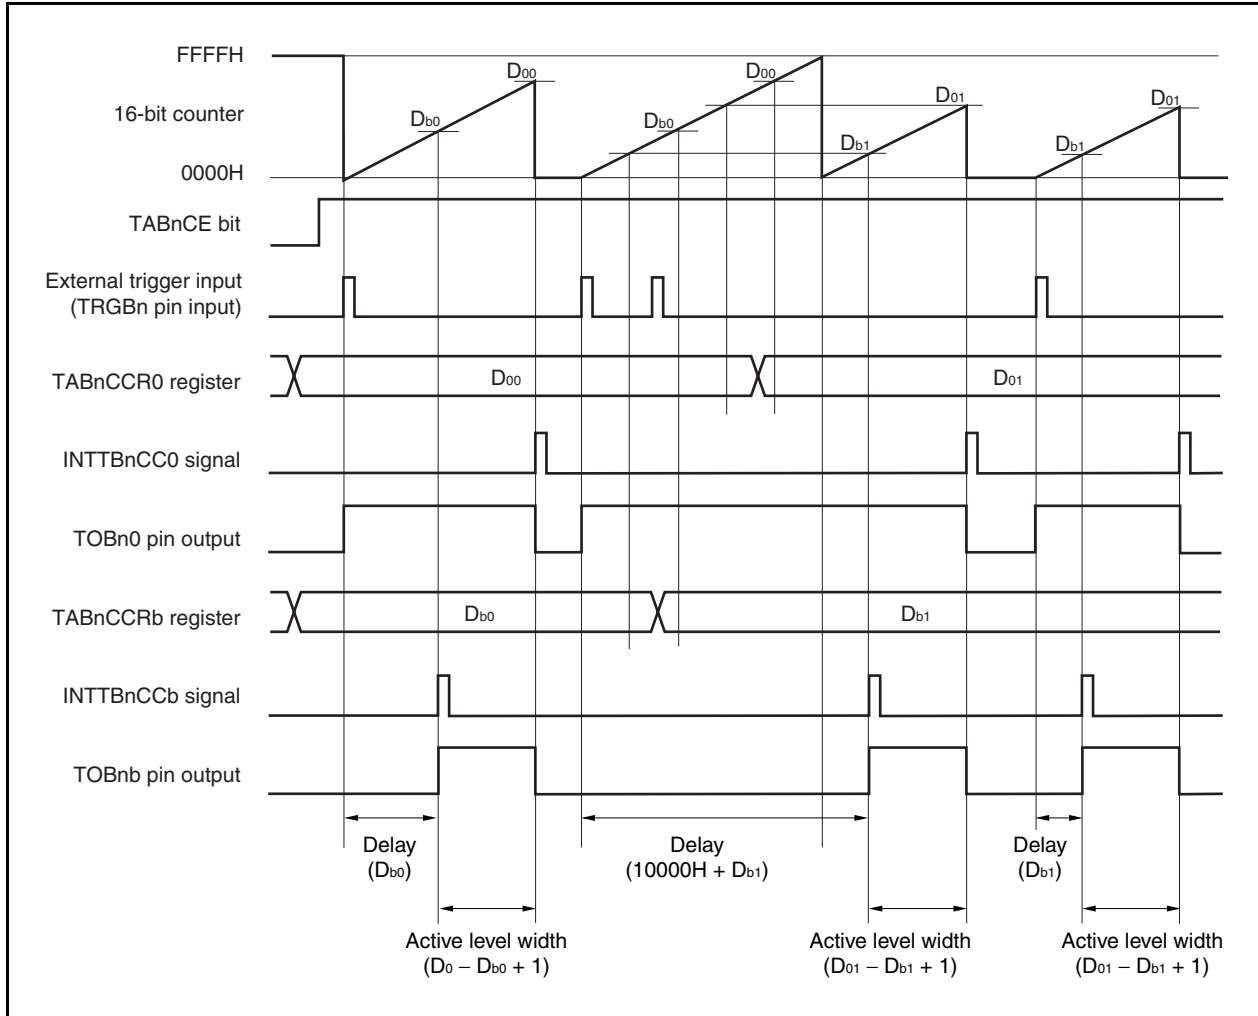 FFFFH
D00
D00
16-bit counter
Db0
Db0
D01
D01
Db1
Db1
0000H
TABnCE bit
External trigger input
(TRGBn pin input)
TABnCCR0 register
D00
D01
INTTBnCC0 signal
TOBn0 pin output
TABnCCRb register
Db0
Db1
INTTBnCCb signal
TOBnb pin output
Delay
(Db0)
Delay
(10000H + Db1)
Delay
(Db1)
Active level width
(D0 − Db0 + 1)
Active level width
(D01 − Db1 + 1)
Active level width
(D01 − Db1 + 1)